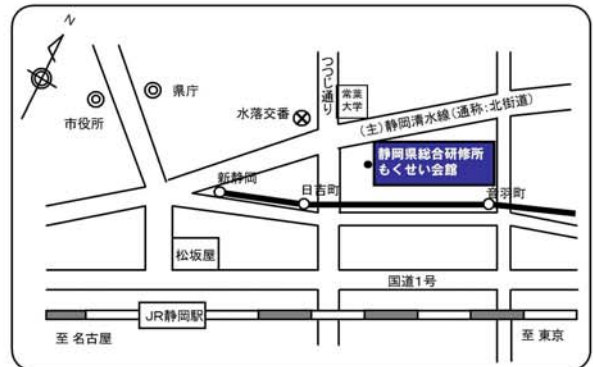 N
県庁
市役所
つつじ通り
常葉
大学
水落交番
(主)静岡清水線(通称:北街道)
静岡県総合研修所
もくせい会館
新静岡
日吉町
音羽町
松坂屋
国道1号
JR静岡駅
至 名古屋
至 東京